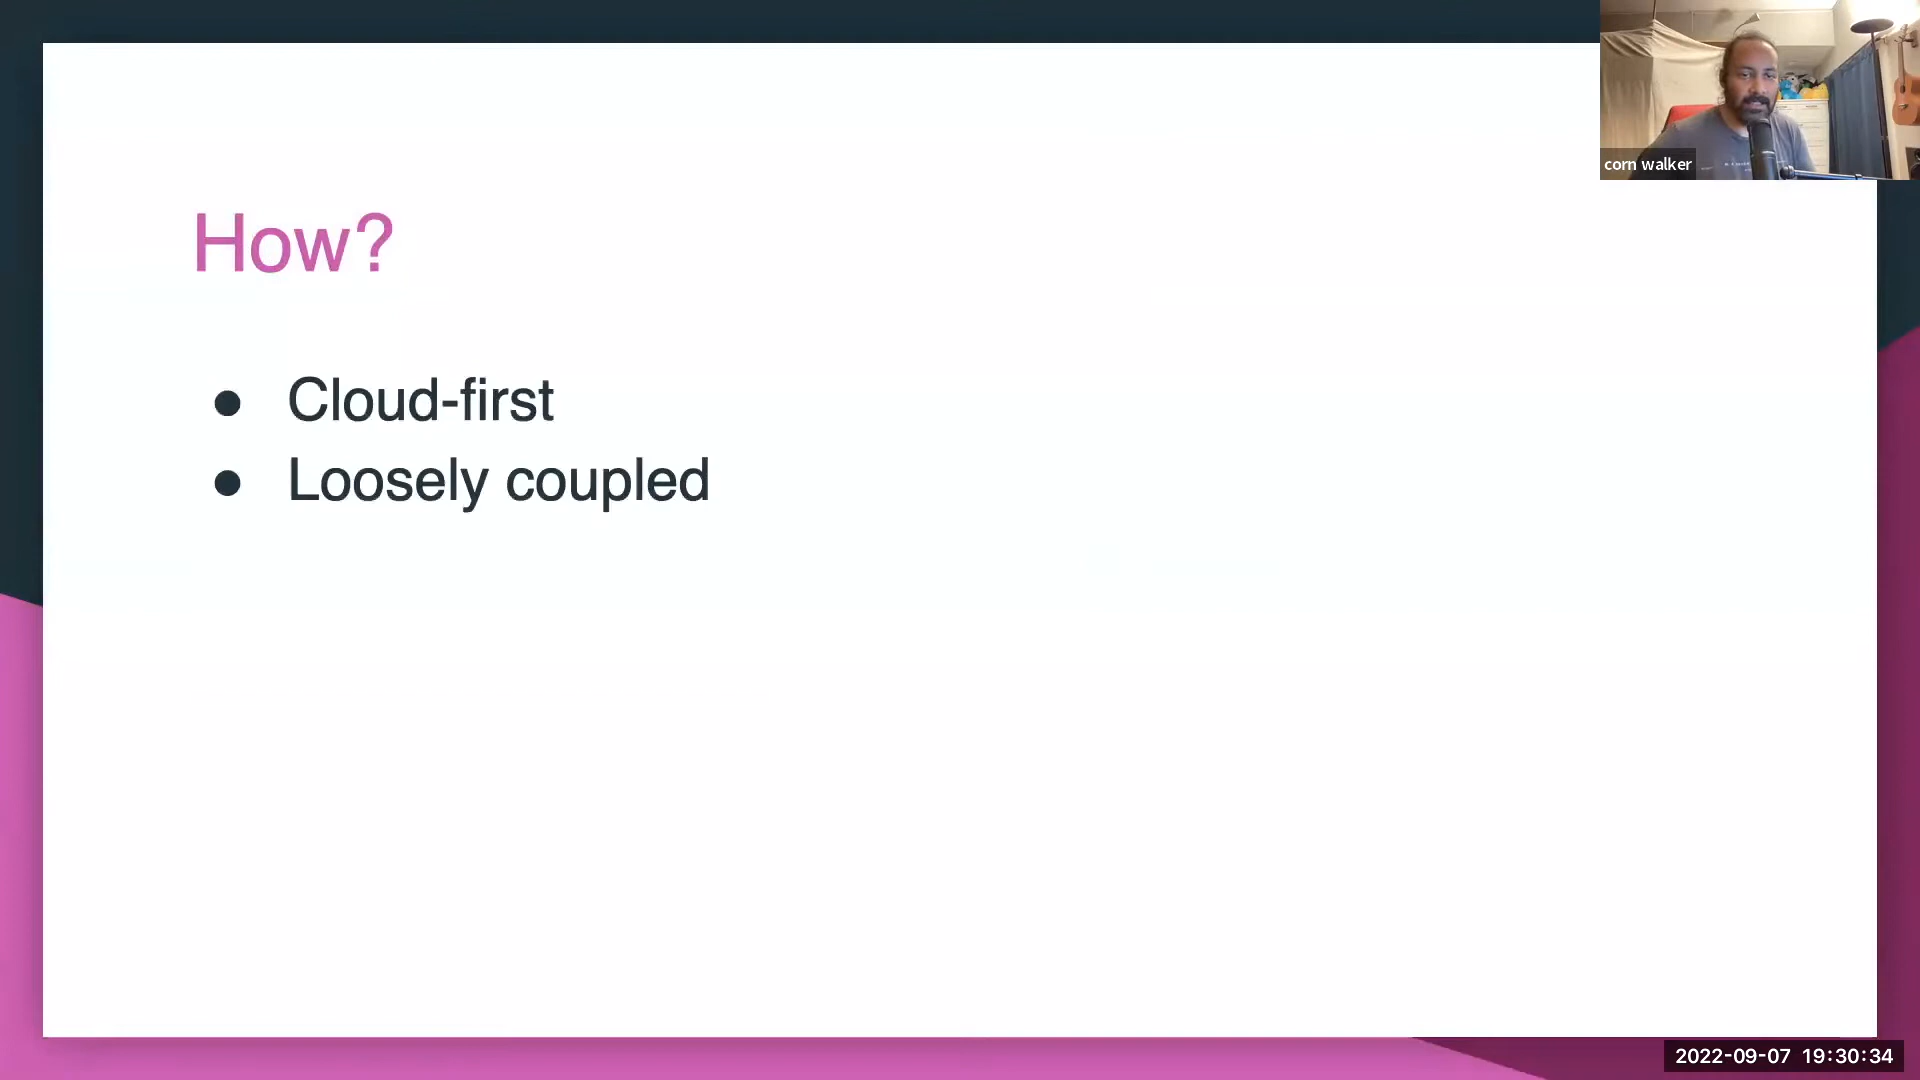 How?
● Cloud-first
● Loosely coupled
corn walker
2022-09-07 19:30:34